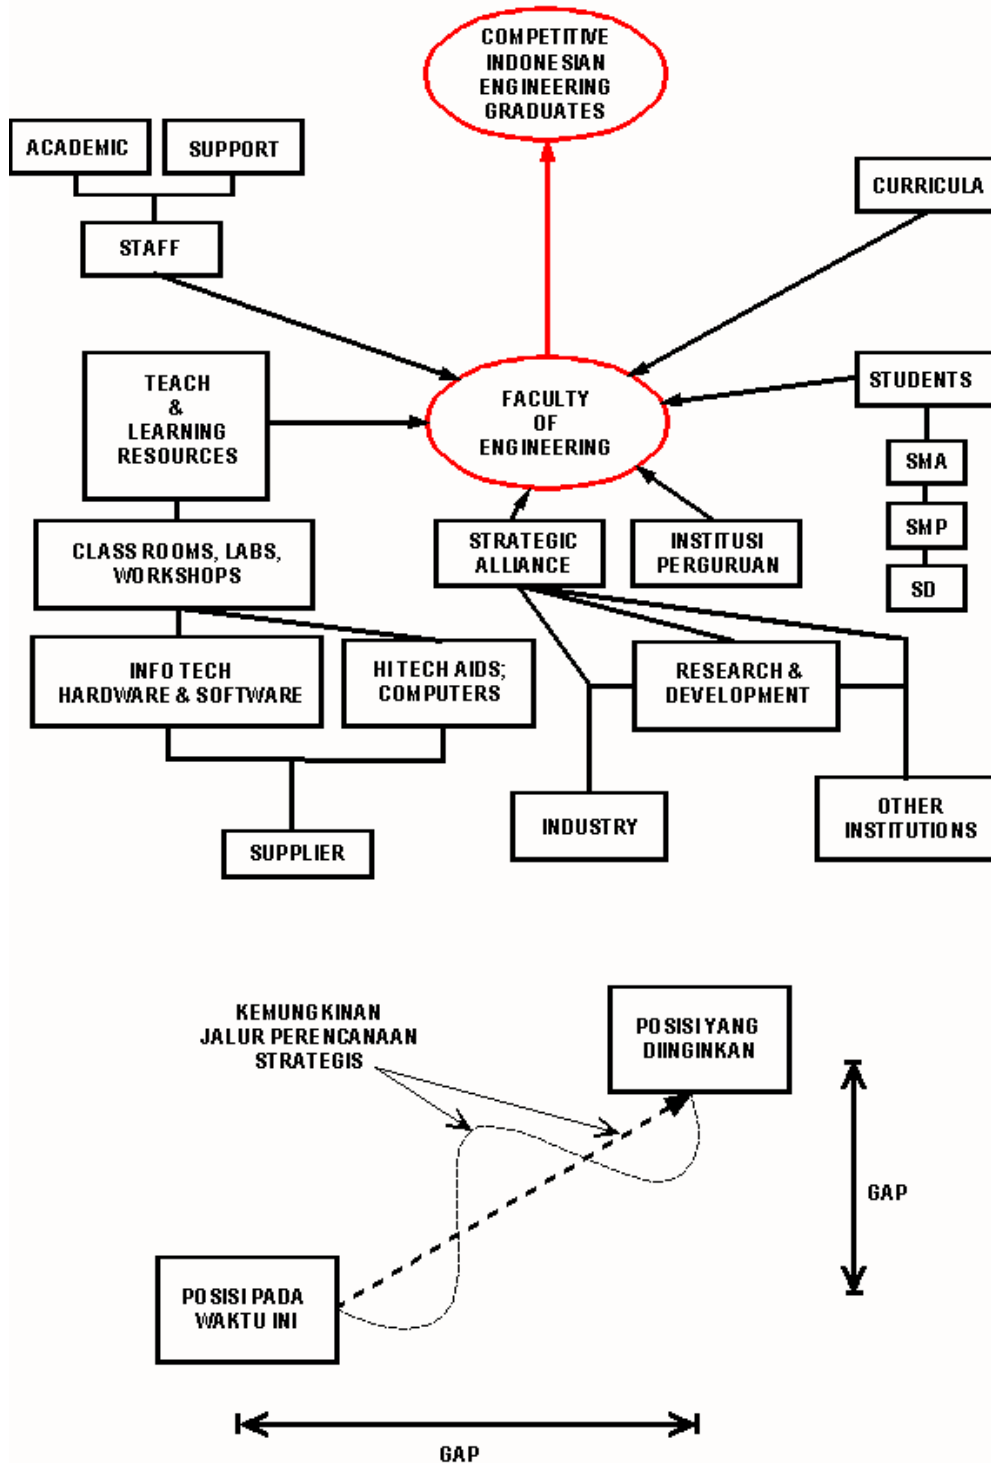 COMPETITIVE
INDONESIAN
ENGINEERING
GRADUATES
ACADEMIC
SUPPORT
CURRICULA
STAFF
TEACH
&
LEARNING
RESOURCES
FACULTY
OF
ENGINEERING
STUDENTS
SMA
SMP
SD
CLASS ROOMS, LABS,
WORKSHOPS
STRATEGIC
ALLIANCE
INSTITUSI
PERGURUAN
INFO TECH
HARDWARE & SOFTWARE
HI TECH AIDS;
COMPUTERS
RESEARCH &
DEVELOPMENT
SUPPLIER
INDUSTRY
OTHER
INSTITUTIONS
KEMUNGKINAN
JALUR PERENCANAAN
STRATEGIS
POSISI YANG
DIINGINKAN
GAP
POSISI PADA
WAKTU INI
GAP